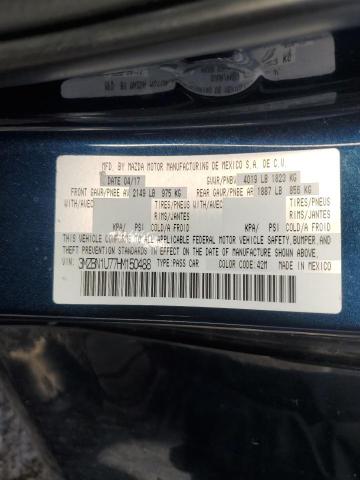 MFD. BY MAZDA MOTOR MANUFACTURING DE MEXICO S.A. DE C.V.
DATE 04/17 GVWR/PNBV 4019 LB 1823 KG
FRONT GAWR/PNBE AV 2149 LB 975 KG REAR GAWR/PNBE AR 1887 LB 856 KG
WITH/AVEC TIRES/PNEUS WITH/AVEC TIRES/PNEUS
RIMS/JANTES RIMS/JANTES
KPA/ PSI COLD/A FROID KPA/ PSI COLD/A FROID
THIS VEHICLE CONFORMS TO ALL APPLICABLE FEDERAL MOTOR VEHICLE SAFETY, BUMPER, AND
THEFT PREVENTION STANDARDS IN EFFECT ON THE DATE OF MANUFACTURE SHOWN ABOVE.
VIN: 3MZBN1U77HM150468 TYPE: PASS CAR COLOR CODE: 42M MADE IN MEXICO